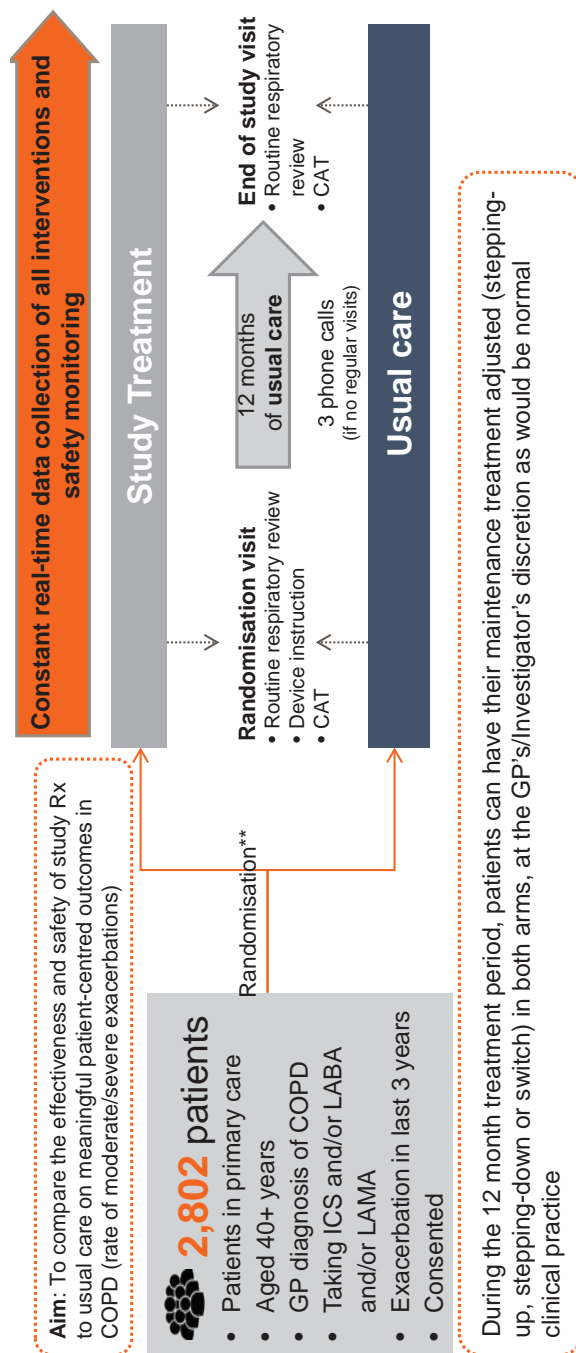 Aim: To compare the effectiveness and safety of study Rx
to usual care on meaningful patient-centred outcomes in
COPD (rate of moderate/severe exacerbations)
Constant real-time data collection of all interventions and
safety monitoring
2,802 patients
• Patients in primary care
• Aged 40+ years
• GP diagnosis of COPD
• Taking ICS and/or LABA
and/or LAMA
• Exacerbation in last 3 years
• Consented
Randomisation**
Study Treatment
Randomisation visit
• Routine respiratory review
• Device instruction
• CAT
12 months
of usual care
3 phone calls
(if no regular visits)
End of study visit
• Routine respiratory
review
• CAT
Usual care
During the 12 month treatment period, patients can have their maintenance treatment adjusted (stepping-
up, stepping-down or switch) in both arms, at the GP's/Investigator's discretion as would be normal
clinical practice